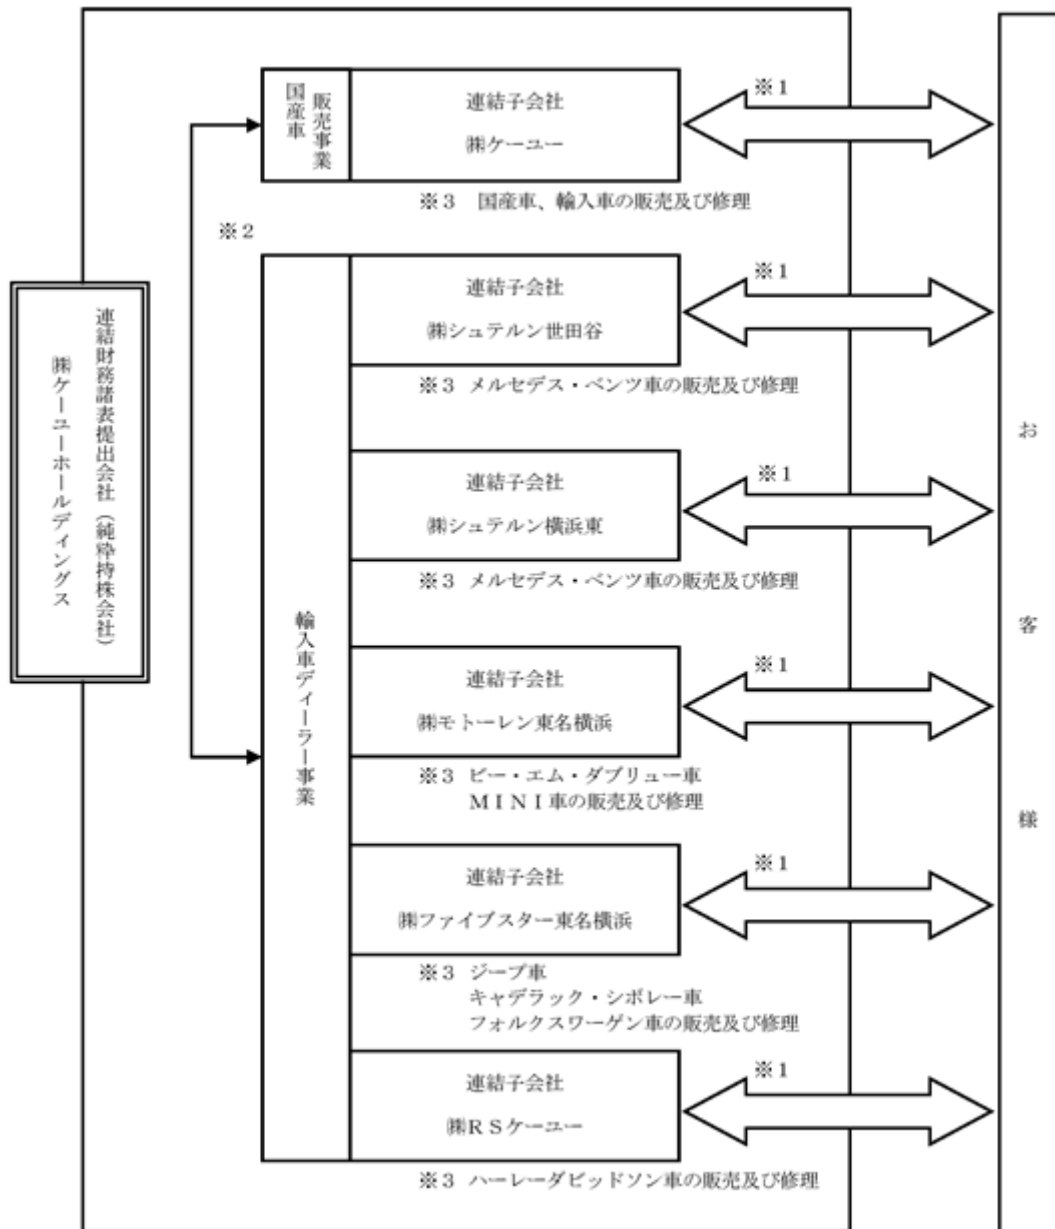 連結財務諸表提出会社（純粋持株会社）
㈱ケーユーホールディングス
国産車
販売事業
連結子会社
㈱ケーユー
※１
※３　国産車、輸入車の販売及び修理
※２
輸入車ディーラー事業
連結子会社
㈱シュテルン世田谷
※１
※３　メルセデス・ベンツ車の販売及び修理
連結子会社
㈱シュテルン横浜東
※１
※３　メルセデス・ベンツ車の販売及び修理
連結子会社
㈱モトーレン東名横浜
※１
※３　ビー・エム・ダブリュー車
ＭＩＮＩ車の販売及び修理
連結子会社
㈱ファイブスター東名横浜
※１
※３　ジープ車
キャデラック・シボレー車
フォルクスワーゲン車の販売及び修理
連結子会社
㈱ＲＳケーユー
※１
※３　ハーレーダビッドソン車の販売及び修理
お客様